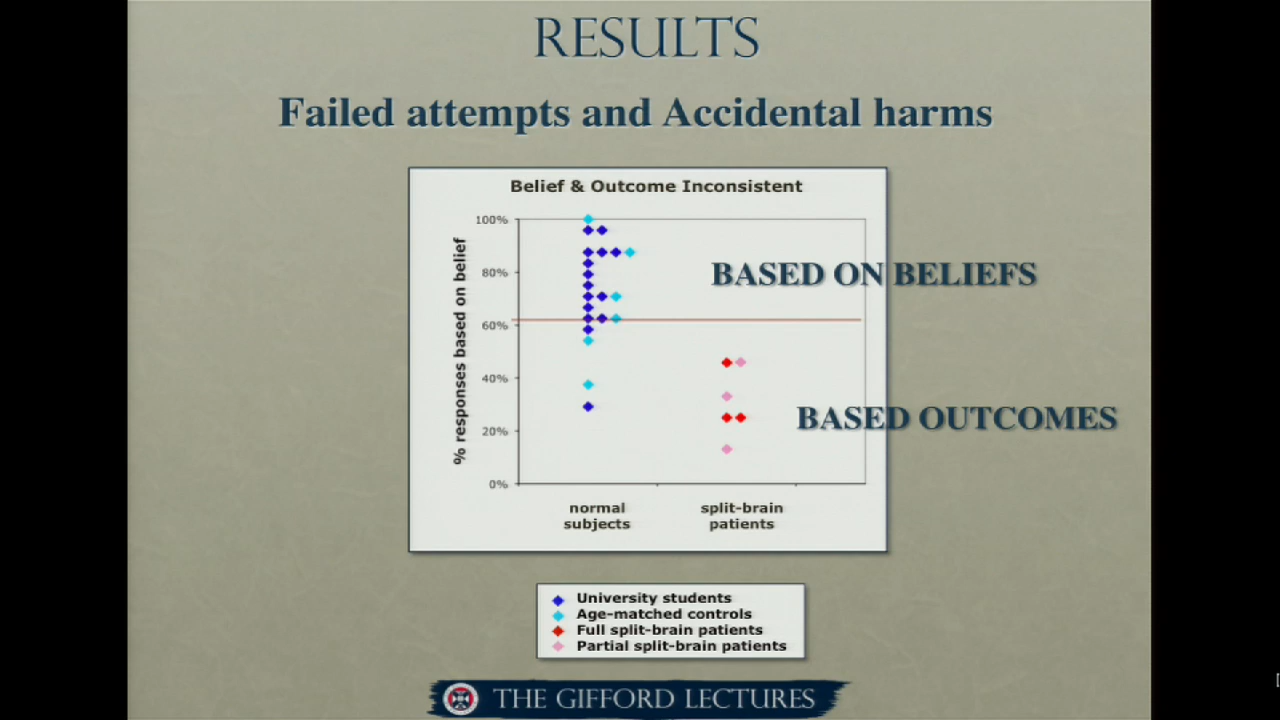 RESULTS
Failed attempts and Accidental harms
Belief & Outcome Inconsistent
% responses based on belief
100%
80%
60%
40%
20%
0%
BASED ON BELIEFS
BASED OUTCOMES
normal subjects
split-brain patients
University students
Age-matched controls
Full split-brain patients
Partial split-brain patients
THE GIFFORD LECTURES